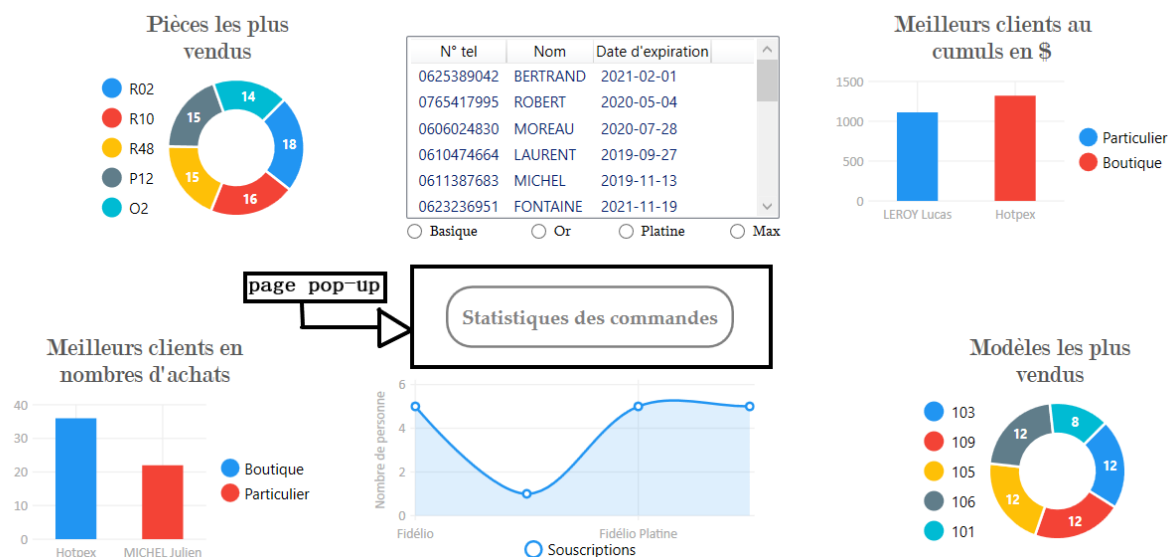 Pièces les plus
vendus
R02
R10
R48
P12
O2
14
18
16
15
15
N° tel Nom Date d'expiration
0625389042 BERTRAND 2021-02-01
0765417995 ROBERT 2020-05-04
0606024830 MOREAU 2020-07-28
0610474664 LAURENT 2019-09-27
0611387683 MICHEL 2019-11-13
0623236951 FONTAINE 2021-11-19
Basique Or Platine Max
Meilleurs clients au
cumuls en $
1500
1000
500
0
LEROY Lucas Hotpex
Particulier
Boutique
page pop-up
Statistiques des commandes
Meilleurs clients en
nombres d'achats
40
30
20
10
0
Hotpex MICHEL Julien
Boutique
Particulier
Nombre de personne
6
4
2
0
Fidélio Fidélio Platine
Souscriptions
Modèles les plus
vendus
103
109
105
106
101
8
12
12
12
12